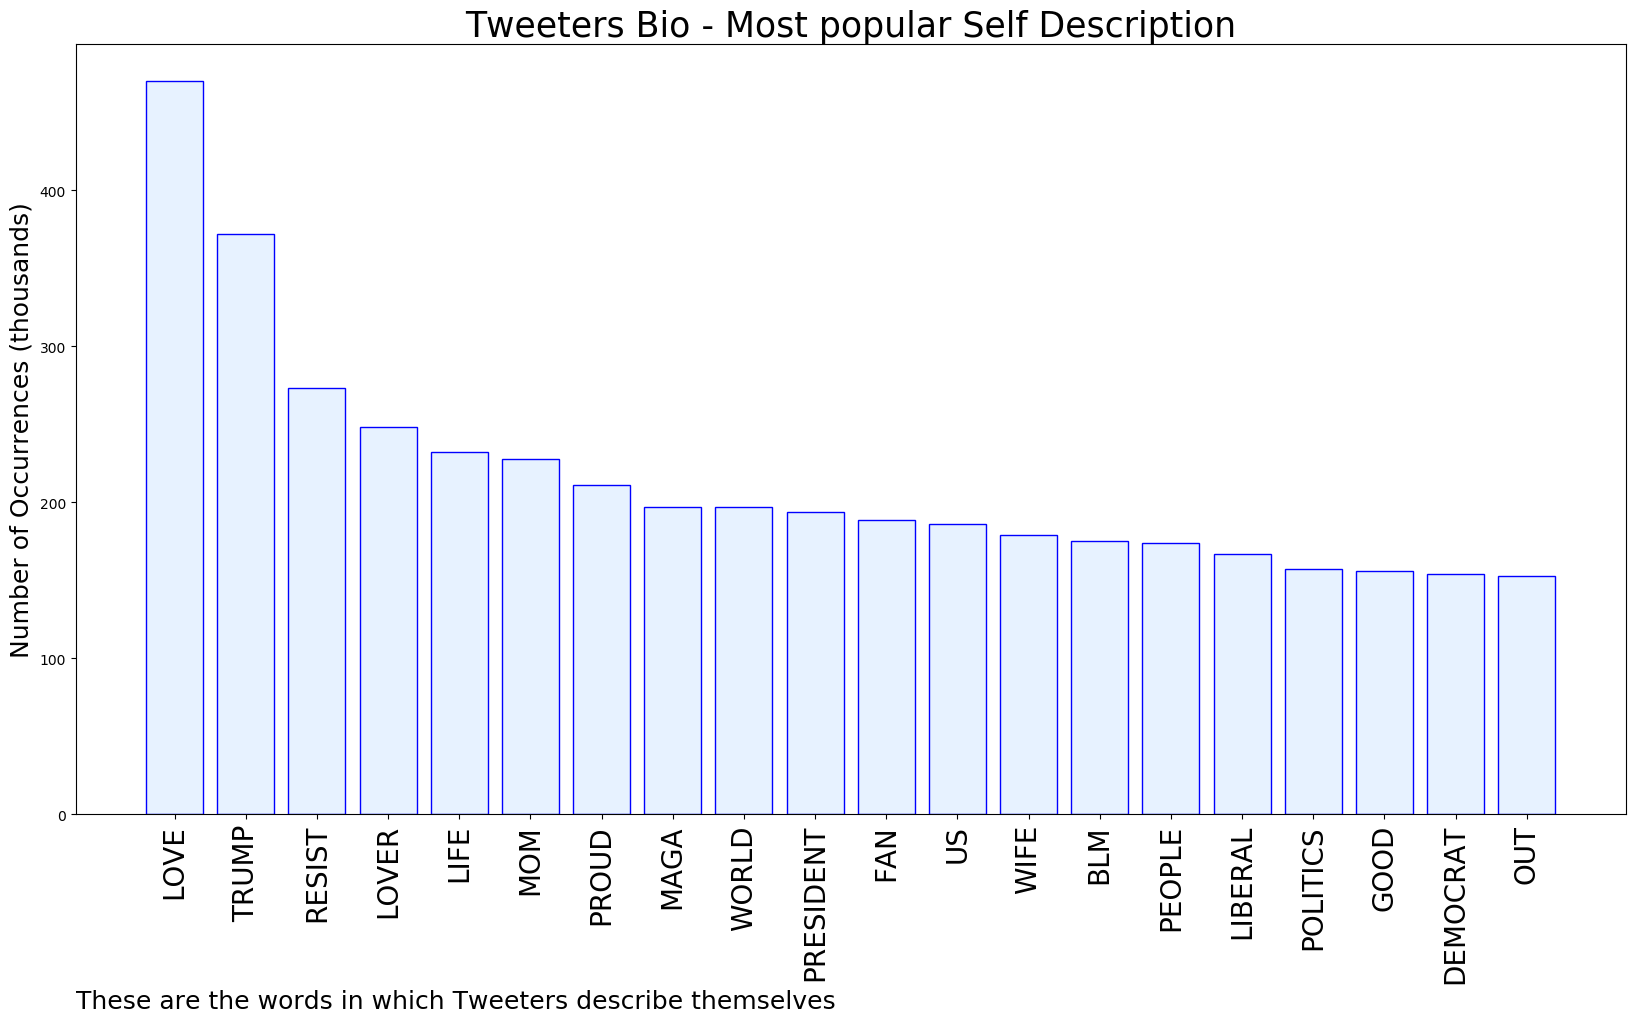 Tweeters Bio - Most popular Self Description
Number of Occurrences (thousands)
400
300
200
100
0
LOVE
TRUMP
RESIST
LOVER
LIFE
MOM
PROUD
MAGA
WORLD
PRESIDENT
FAN
US
WIFE
BLM
PEOPLE
LIBERAL
POLITICS
GOOD
DEMOCRAT
OUT
These are the words in which Tweeters describe themselves